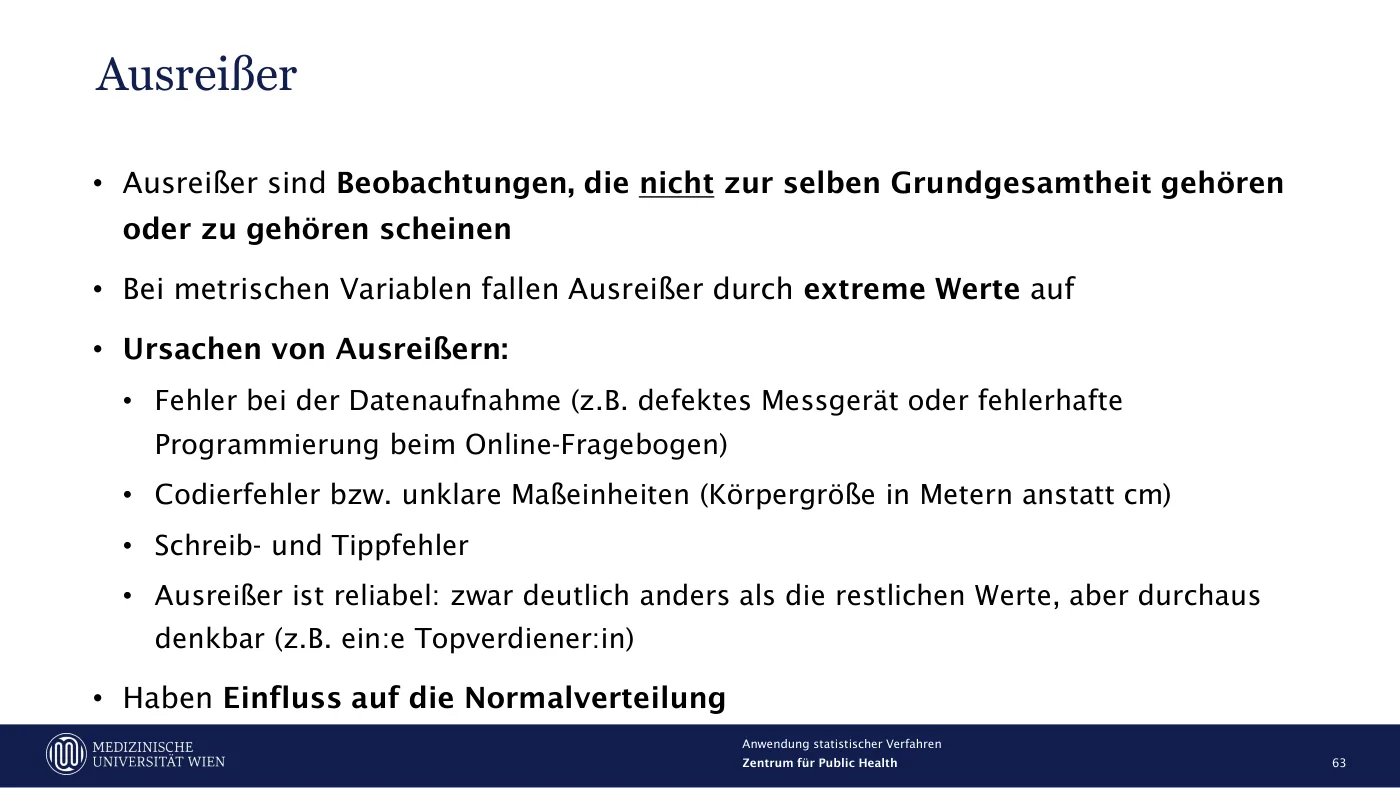 Ausreißer
• Ausreißer sind Beobachtungen, die nicht zur selben Grundgesamtheit gehören
oder zu gehören scheinen
• Bei metrischen Variablen fallen Ausreißer durch extreme Werte auf
• Ursachen von Ausreißern:
• Fehler bei der Datenaufnahme (z.B. defektes Messgerät oder fehlerhafte
Programmierung beim Online-Fragebogen)
• Codierfehler bzw. unklare Maßeinheiten (Körpergröße in Metern anstatt cm)
• Schreib- und Tippfehler
• Ausreißer ist reliabel: zwar deutlich anders als die restlichen Werte, aber durchaus
denkbar (z.B. ein:e Topverdiener:in)
• Haben Einfluss auf die Normalverteilung
MEDIZINISCHE
UNIVERSITÄT WIEN
Anwendung statistischer Verfahren
Zentrum für Public Health
63